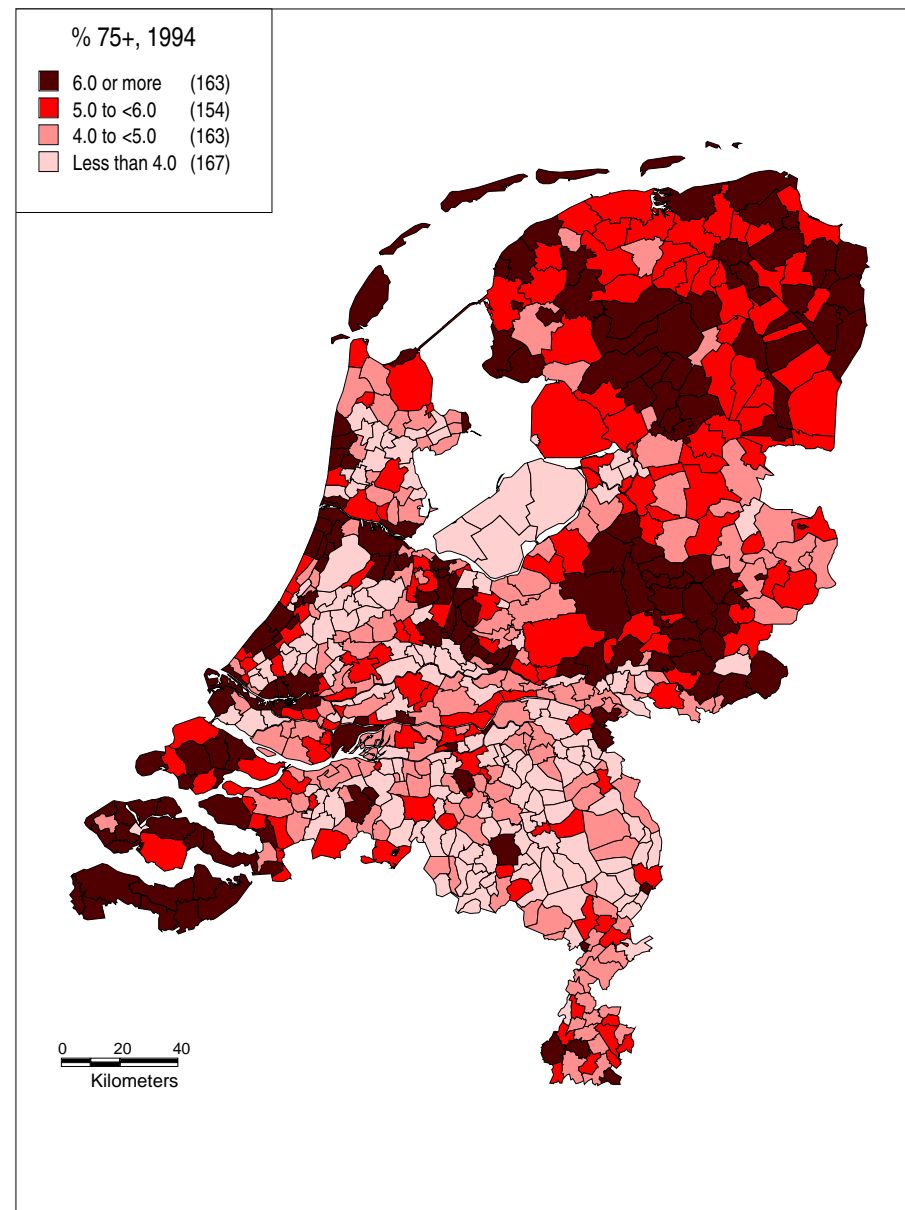 % 75+, 1994
6.0 or more (163)
5.0 to <6.0 (154)
4.0 to <5.0 (163)
Less than 4.0 (167)
0 20 40
Kilometers